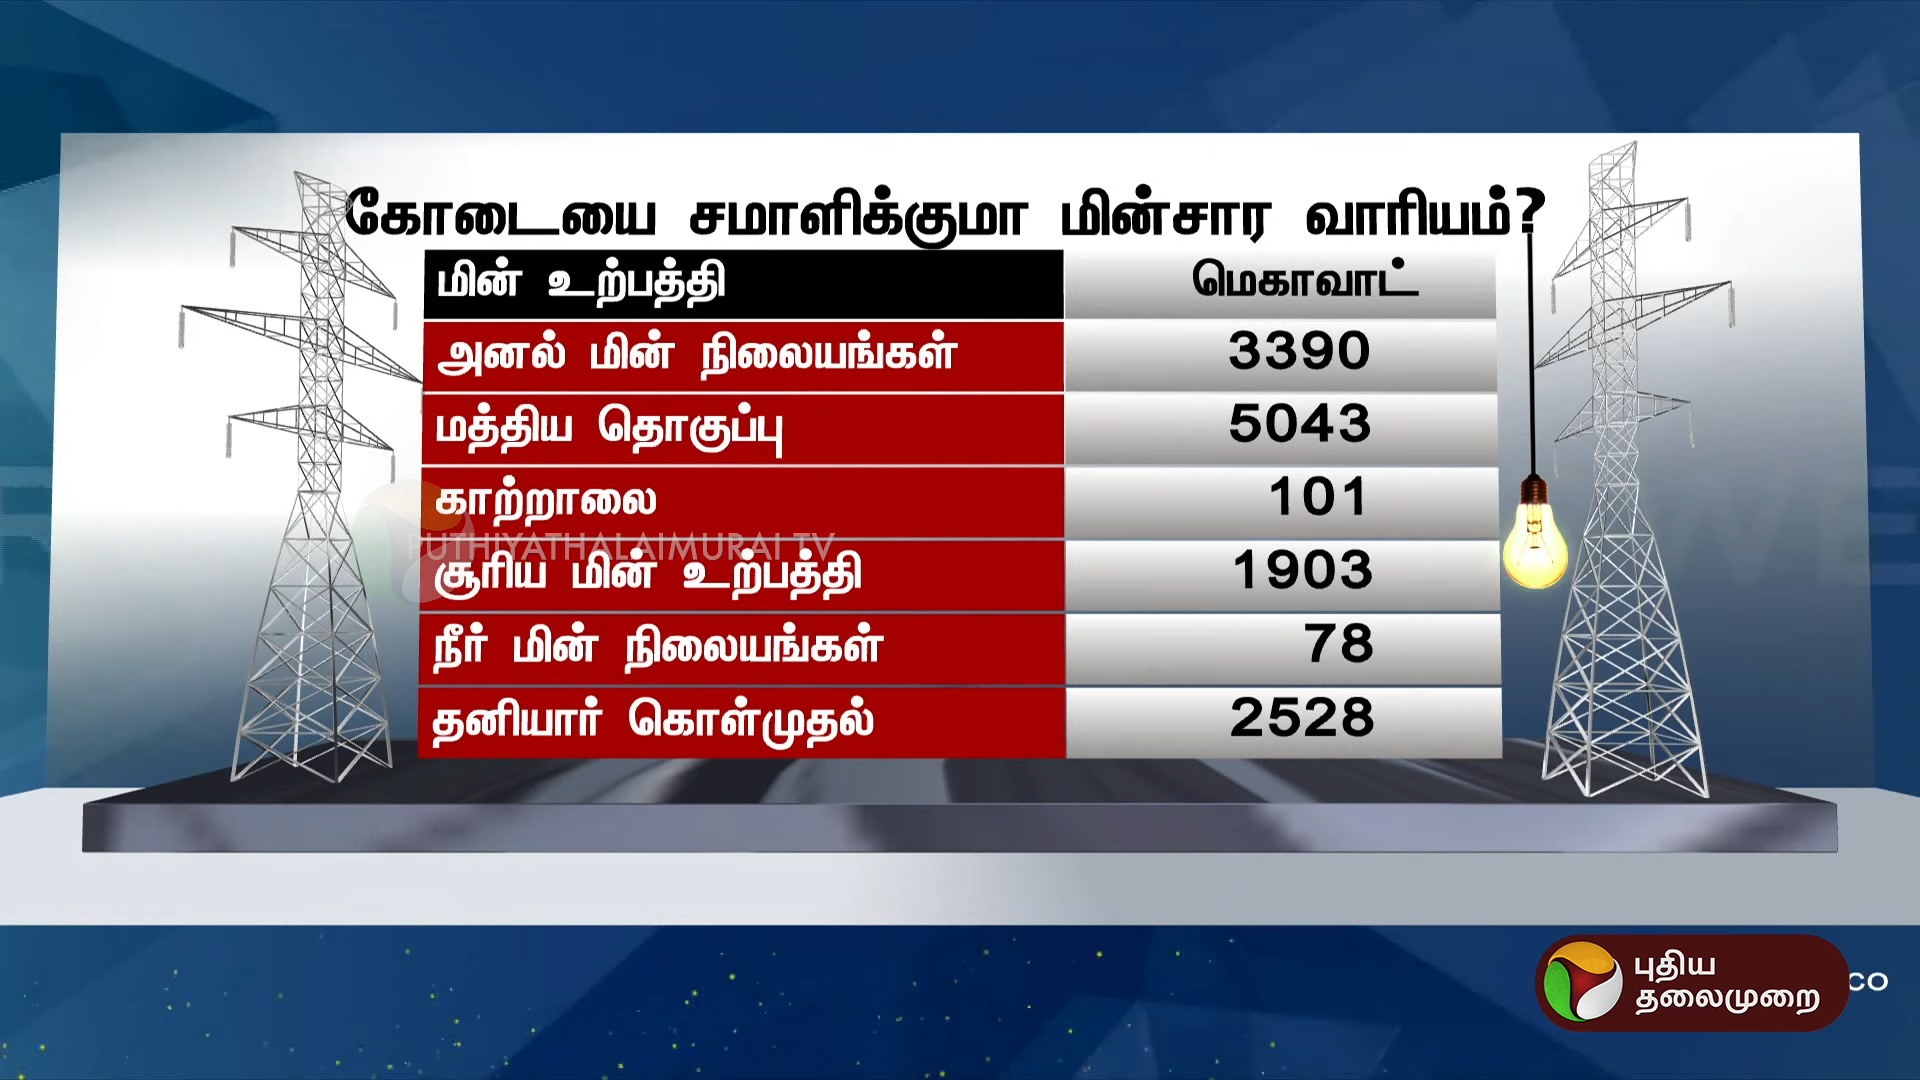 கோடையை சமாளிக்குமா மின்சார வாரியம்?
மின் உற்பத்தி மெகாவாட்
அனல் மின் நிலையங்கள் 3390
மத்திய தொகுப்பு 5043
காற்றாலை 101
PUTHIYATHALAIMURAI TV
சூரிய மின் உற்பத்தி 1903
நீர் மின் நிலையங்கள் 78
தனியார் கொள்முதல் 2528
புதிய
தலைமுறை
co